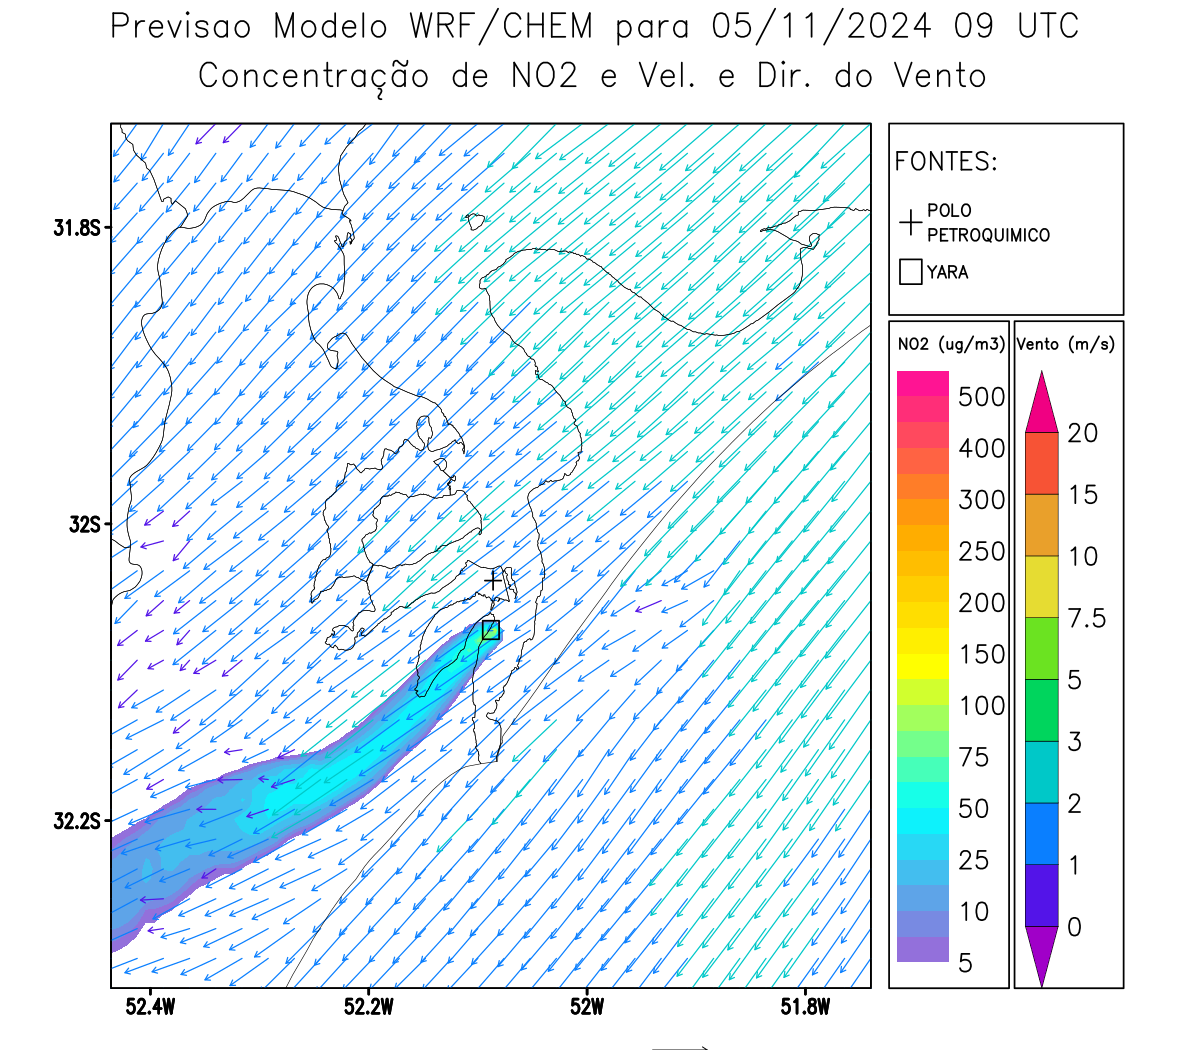 Previsao Modelo WRF/CHEM para 05/11/2024 09 UTC
Concentração de NO2 e Vel. e Dir. do Vento
FONTES:
POLO
PETROQUIMICO
YARA
NO2 (ug/m3)
500
400
300
250
200
150
100
75
50
25
10
5
Vento (m/s)
20
15
10
7.5
5
3
2
1
0
31.8S
32S
32.2S
52.4W
52.2W
52W
51.8W